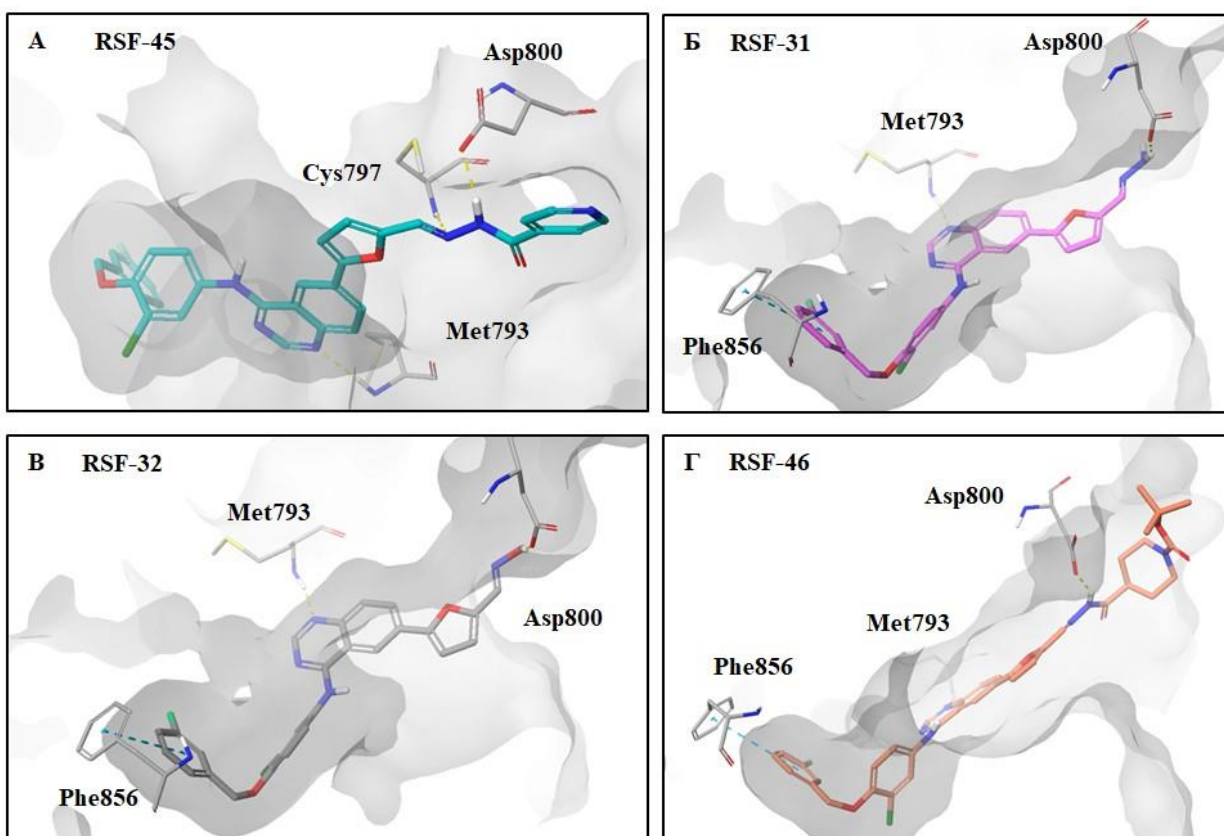 А RSF-45
Asp800
Cys797
Met793
Б RSF-31
Asp800
Met793
Phe856
В RSF-32
Met793
Asp800
Phe856
Г RSF-46
Asp800
Met793
Phe856